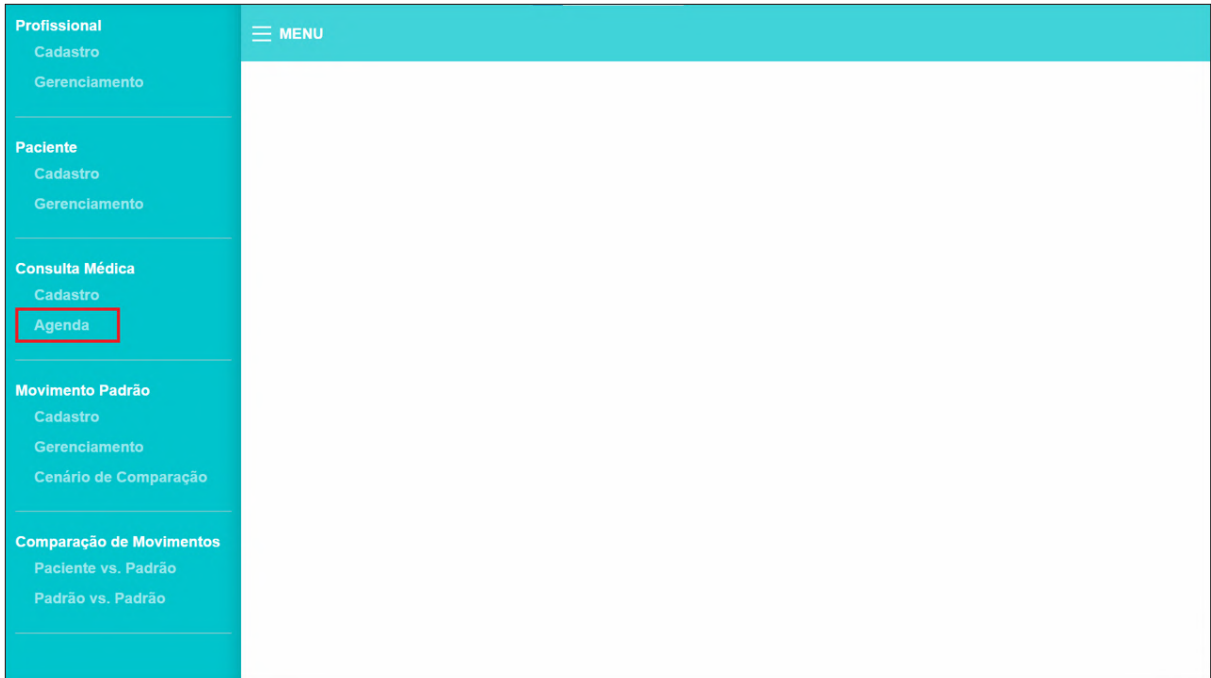 Profissional
Cadastro
Gerenciamento
Paciente
Cadastro
Gerenciamento
Consulta Médica
Cadastro
Agenda
Movimento Padrão
Cadastro
Gerenciamento
Cenário de Comparação
Comparação de Movimentos
Paciente vs. Padrão
Padrão vs. Padrão
MENU